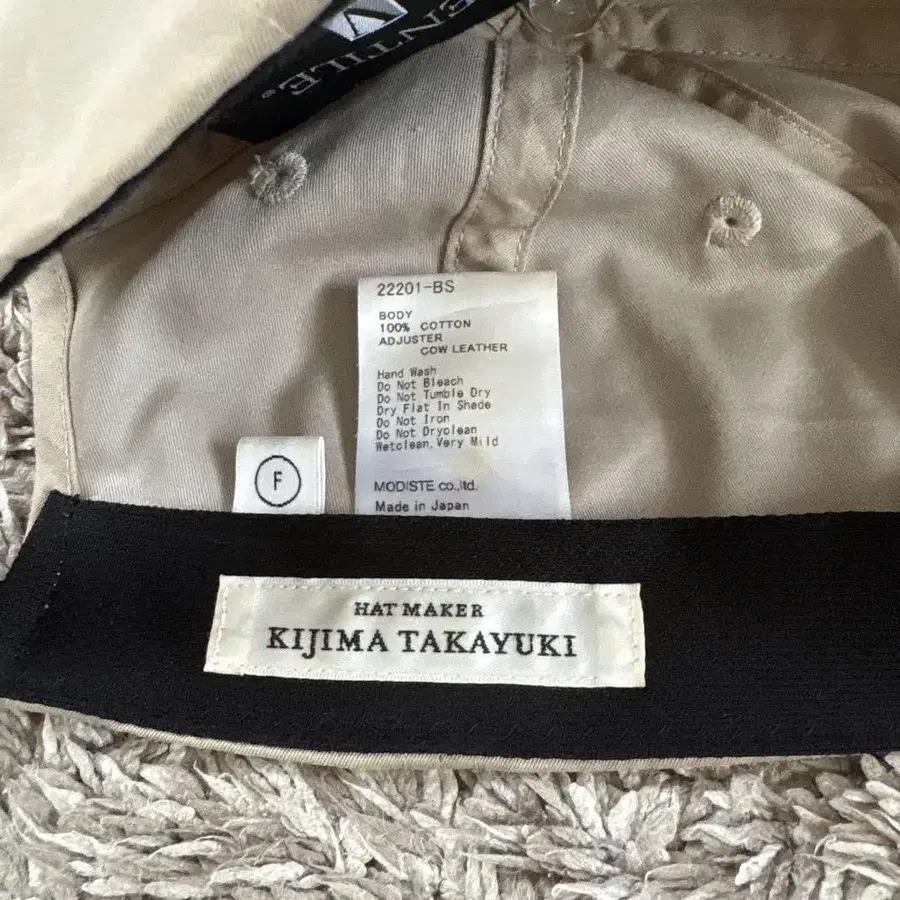 ENTILE®
22201-BS
BODY
100% COTTON
ADJUSTER
COW LEATHER
Hand Wash
Do Not Bleach
Do Not Tumble Dry
Dry Flat In Shade
Do Not Iron
Do Not Dryclean
Wetclean,Very Mild
MODISTE co.,ltd.
Made in Japan
F
HAT MAKER
KIJIMA TAKAYUKI